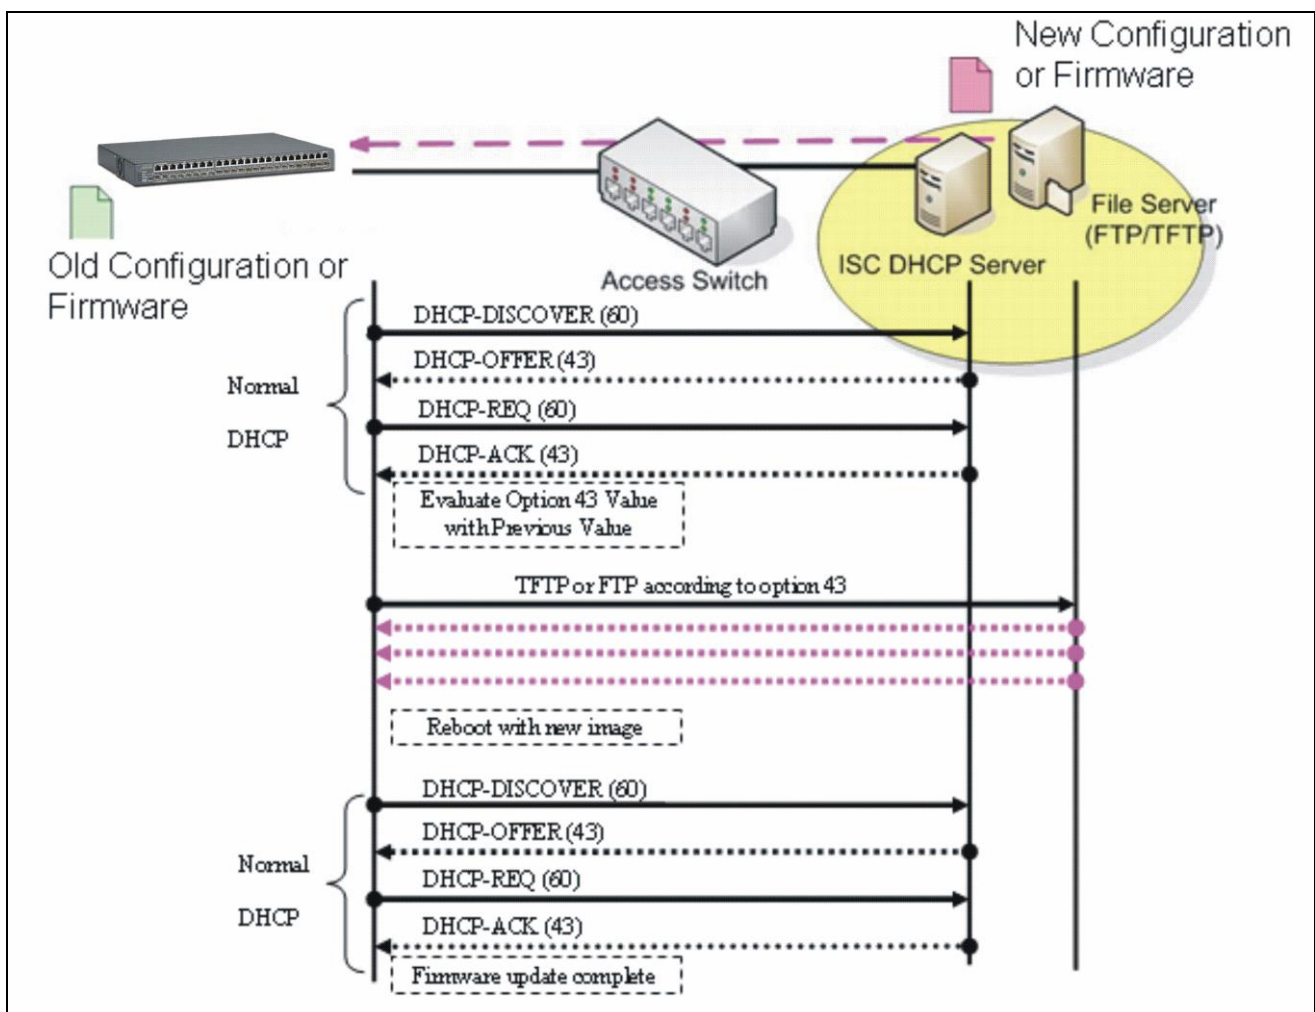 New Configuration
or Firmware
File Server
(FTP/TFTP)
ISC DHCP Server
Access Switch
Old Configuration or
Firmware
DHCP-DISCOVER (60)
DHCP-OFFER (43)
Normal
DHCP
DHCP-REQ (60)
DHCP-ACK (43)
Evaluate Option 43 Value
with Previous Value
TFTP or FTP according to option 43
Reboot with new image
DHCP-DISCOVER (60)
DHCP-OFFER (43)
Normal
DHCP
DHCP-REQ (60)
DHCP-ACK (43)
Firmware update complete